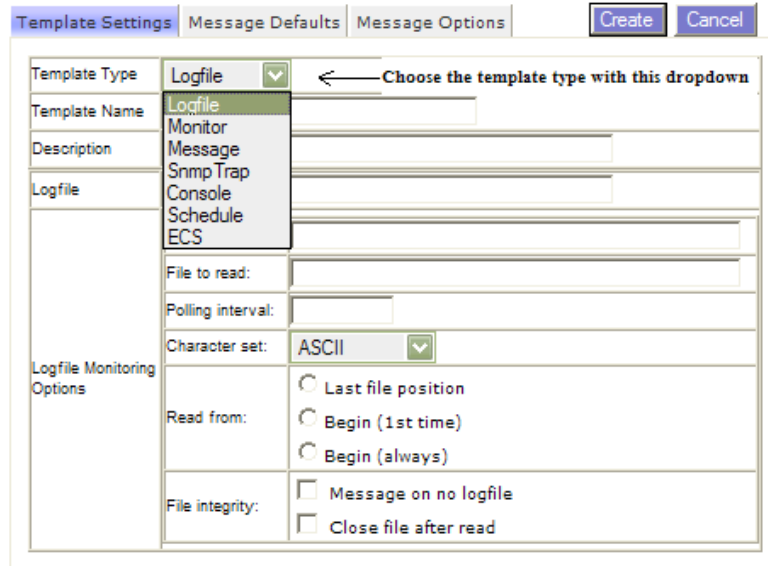 Template Settings Message Defaults Message Options Create Cancel
Template Type Logfile Choose the template type with this dropdown
Template Name
Description
Logfile
Logfile
Monitor
Message
SnmpTrap
Console
Schedule
ECS
Logfile Monitoring
Options
File to read:
Polling interval:
Character set: ASCII
Read from:
Last file position
Begin (1st time)
Begin (always)
File integrity:
Message on no logfile
Close file after read